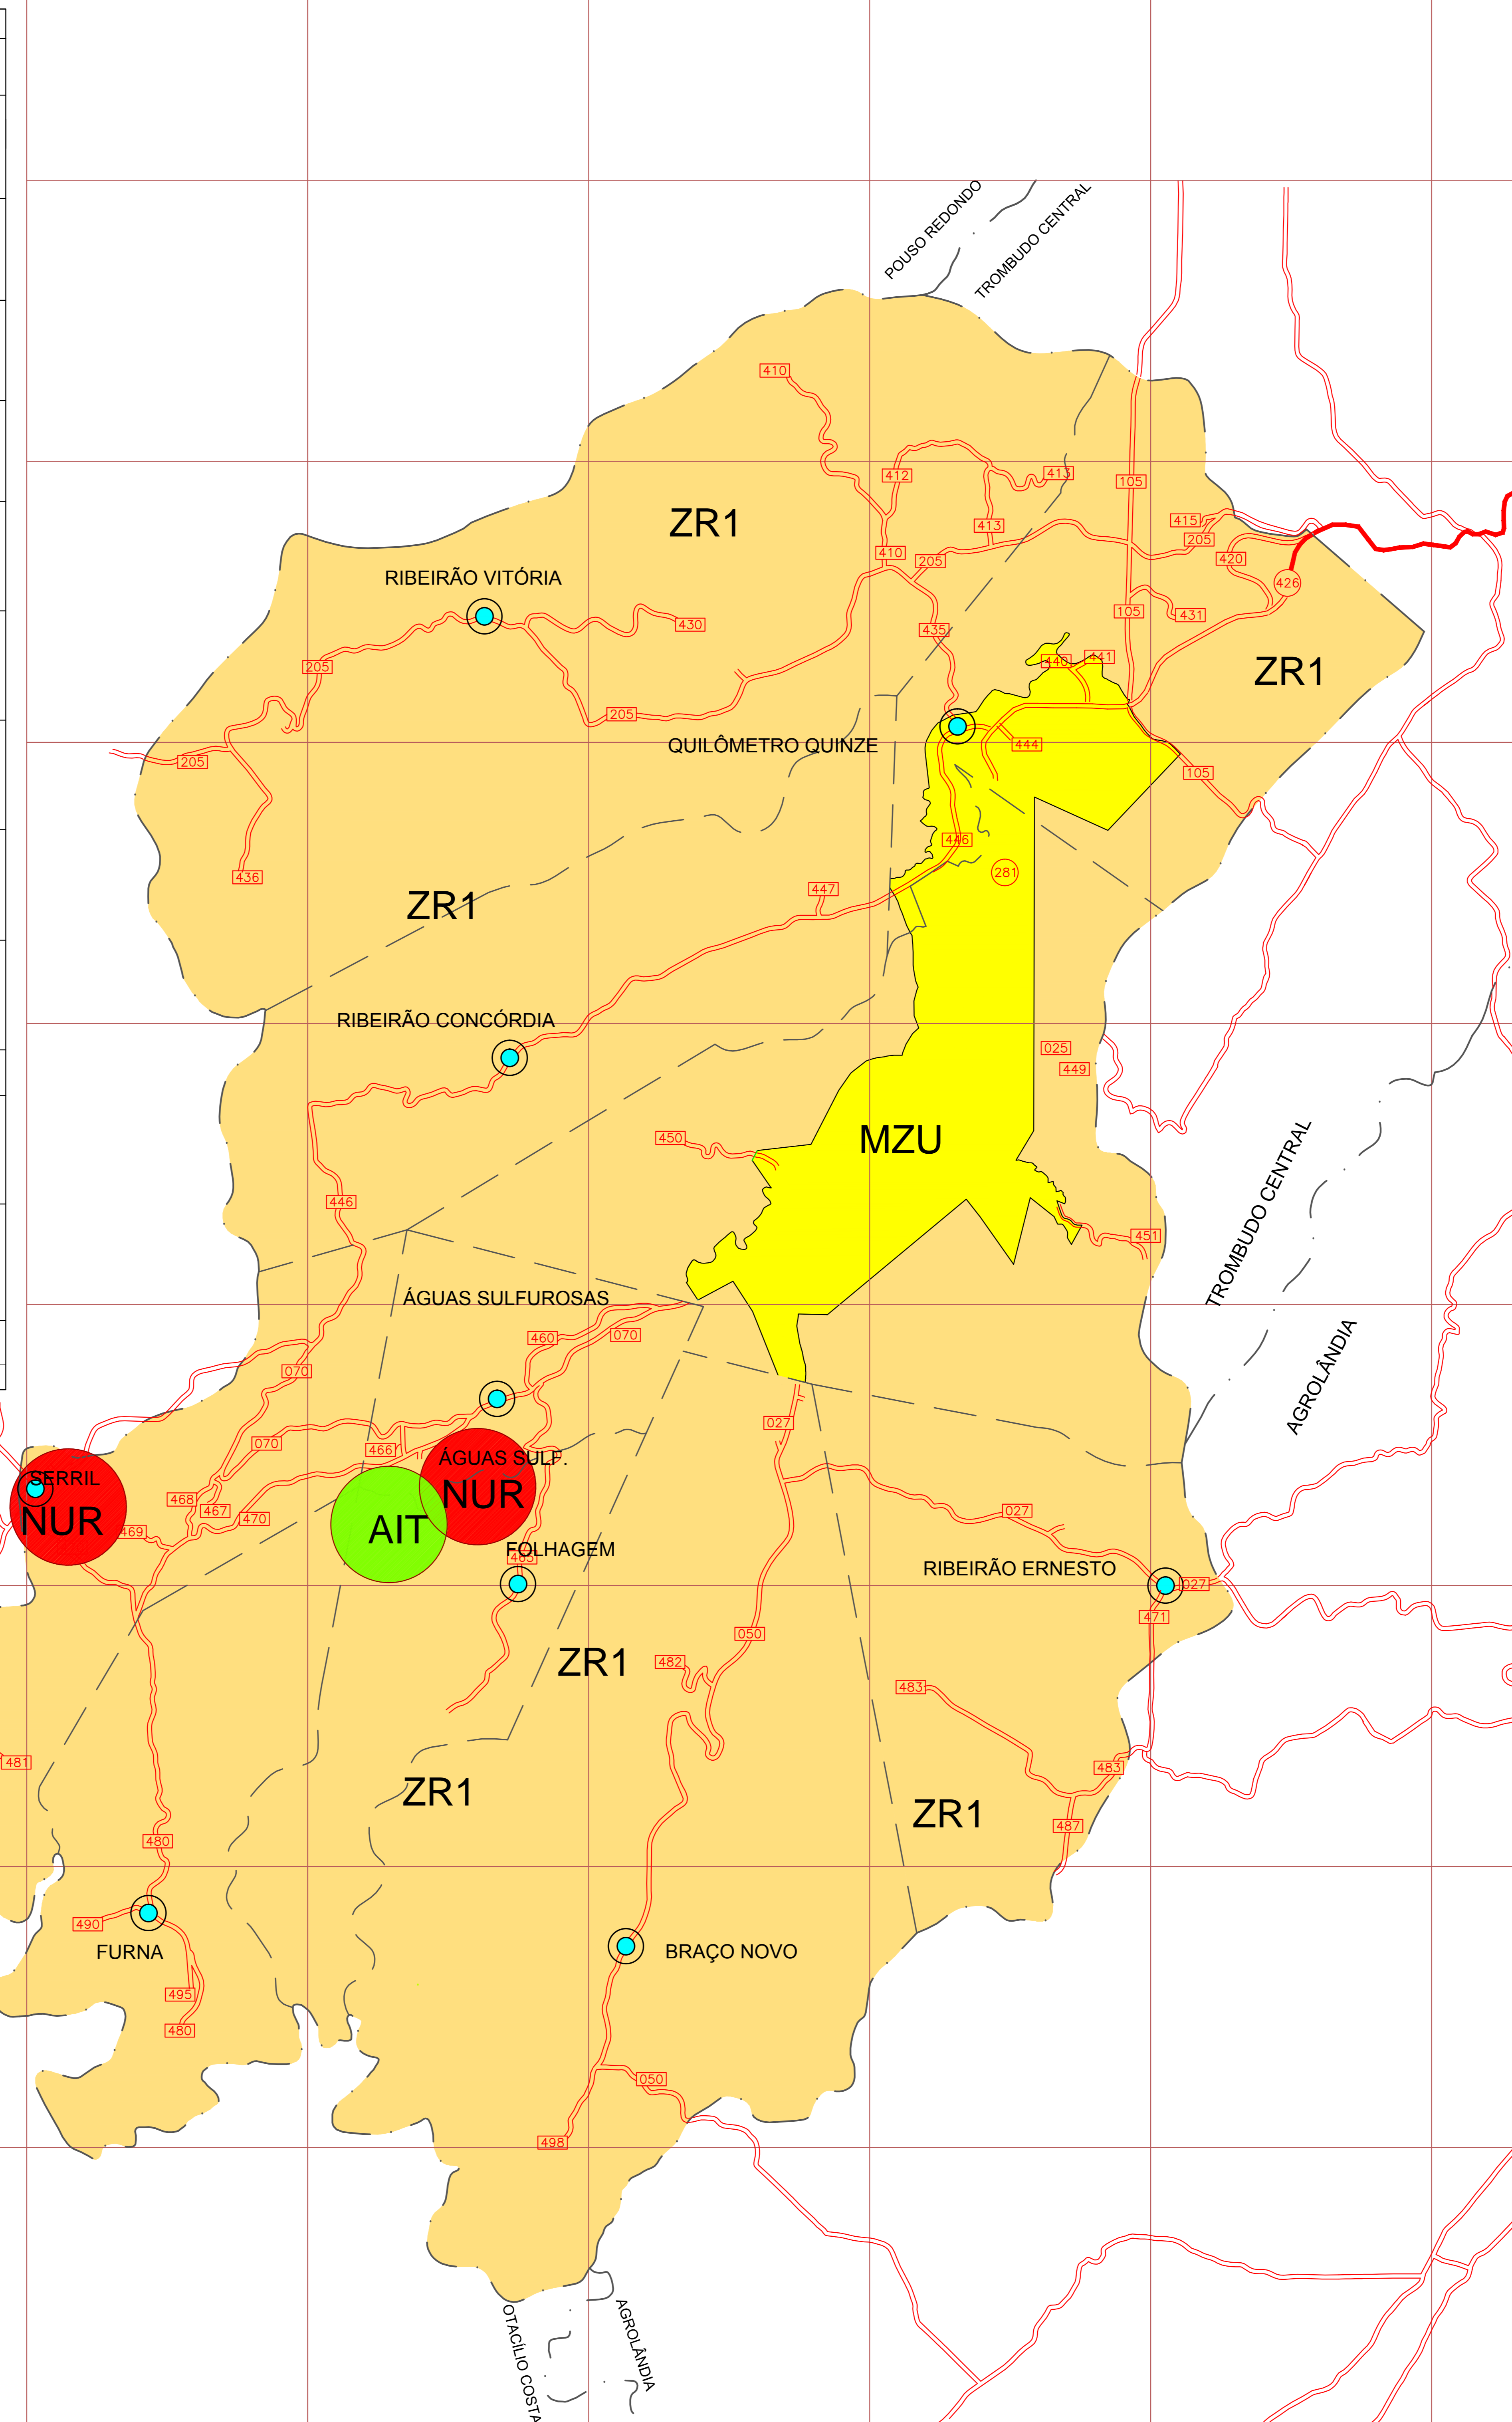 POUSO REDONDO
TROMBUDO CENTRAL
410
412
413
105
ZR1
413
415
410
205
205
420
RIBEIRÃO VITÓRIA
426
105
431
430
435
205
440
441
ZR1
205
QUILÔMETRO QUINZE
444
205
105
446
281
436
447
ZR1
RIBEIRÃO CONCÓRDIA
025
449
450
MZU
TROMBUDO CENTRAL
446
451
ÁGUAS SULFUROSAS
460
070
070
AGROLÂNDIA
027
070
466
ÁGUAS SULF.
SERRIL
NUR
468
467
470
027
NUR
469
AIT
FOLHAGEM
465
RIBEIRÃO ERNESTO
027
471
050
ZR1
482
483
481
483
ZR1
ZR1
487
480
490
FURNA
BRAÇO NOVO
495
480
050
498
OTACÍLIO COSTA
AGROLÂNDIA